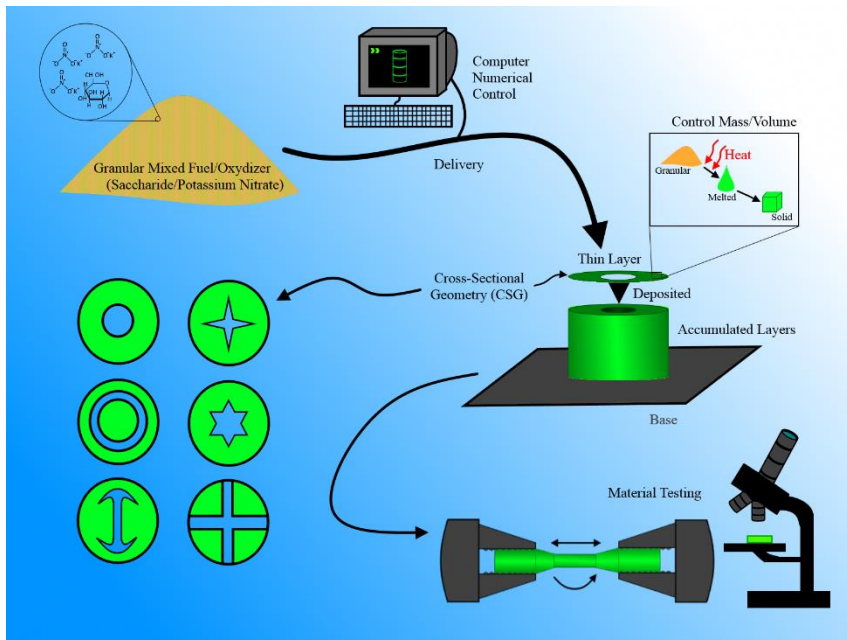 Computer
Numerical
Control
Granular Mixed Fuel/Oxydizer
(Saccharide/Potassium Nitrate)
Delivery
Control Mass/Volume
Heat
Granular
Melted
Solid
Thin Layer
Cross-Sectional
Geometry (CSG)
Deposited
Accumulated Layers
Base
Material Testing